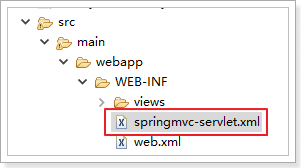 src
main
webapp
WEB-INF
views
springmvc-servlet.xml
web.xml